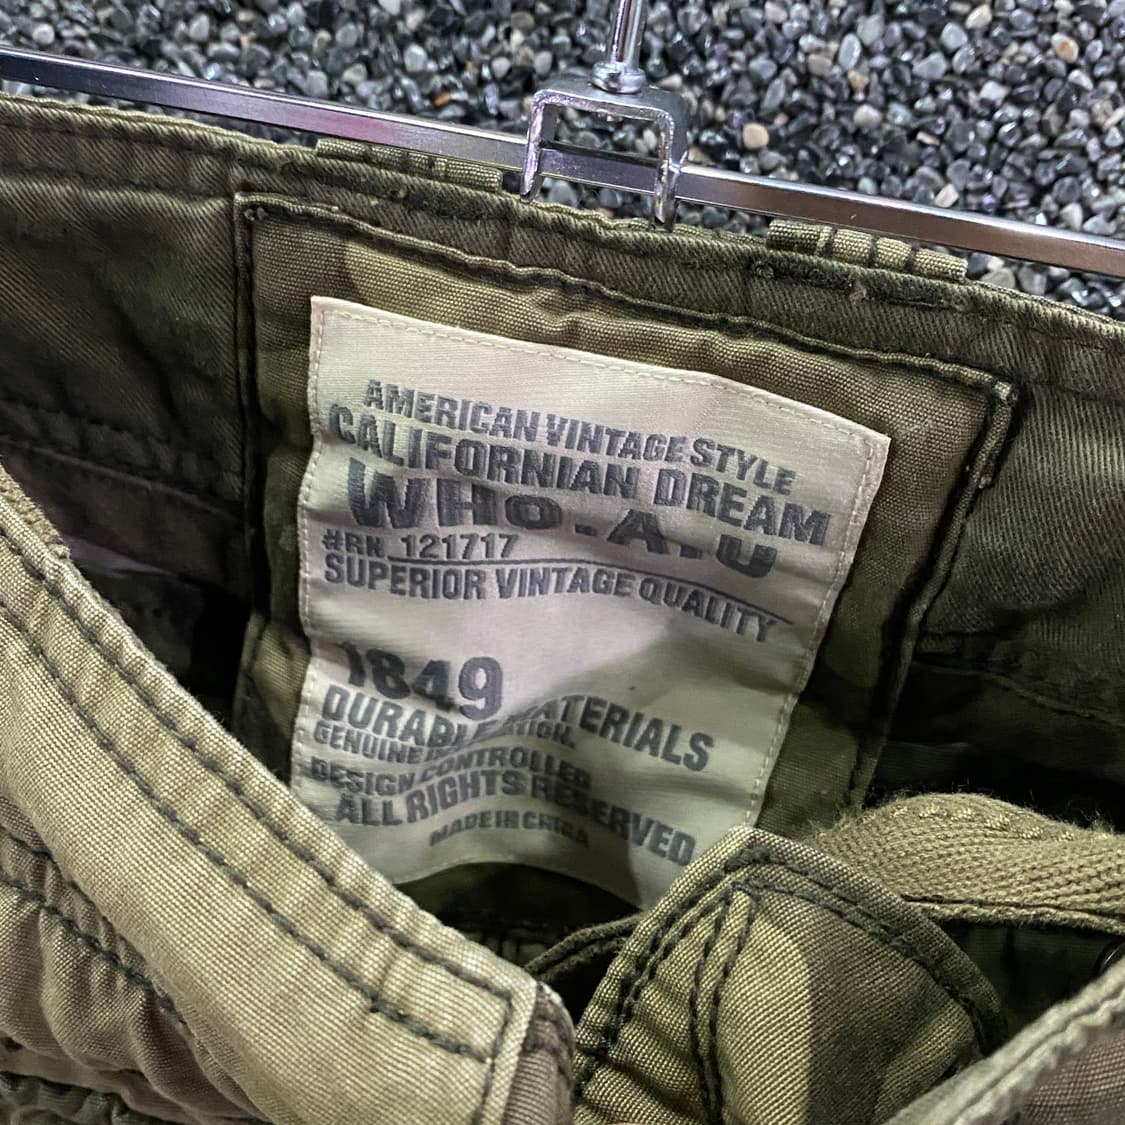 AMERICAN VINTAGE STYLE
CALIFORNIAN DREAM
WHO.A.U
#RN 121717
SUPERIOR VINTAGE QUALITY
1849
DURABLE MATERIALS
GENUINE
DESIGN CONTROLLED
ALL RIGHTS RESERVED
MADE IN CHINA